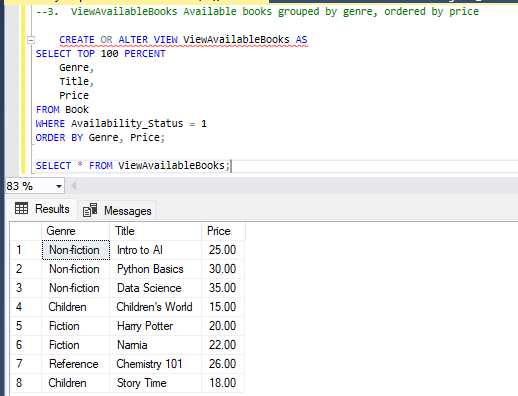 --3. ViewAvailableBooks Available books grouped by genre, ordered by price
CREATE OR ALTER VIEW ViewAvailableBooks AS
SELECT TOP 100 PERCENT
Genre,
Title,
Price
FROM Book
WHERE Availability_Status = 1
ORDER BY Genre, Price;
SELECT * FROM ViewAvailableBooks;
83 %
Results Messages
Genre Title Price
1 Non-fiction Intro to AI 25.00
2 Non-fiction Python Basics 30.00
3 Non-fiction Data Science 35.00
4 Children Children's World 15.00
5 Fiction Harry Potter 20.00
6 Fiction Narnia 22.00
7 Reference Chemistry 101 26.00
8 Children Story Time 18.00